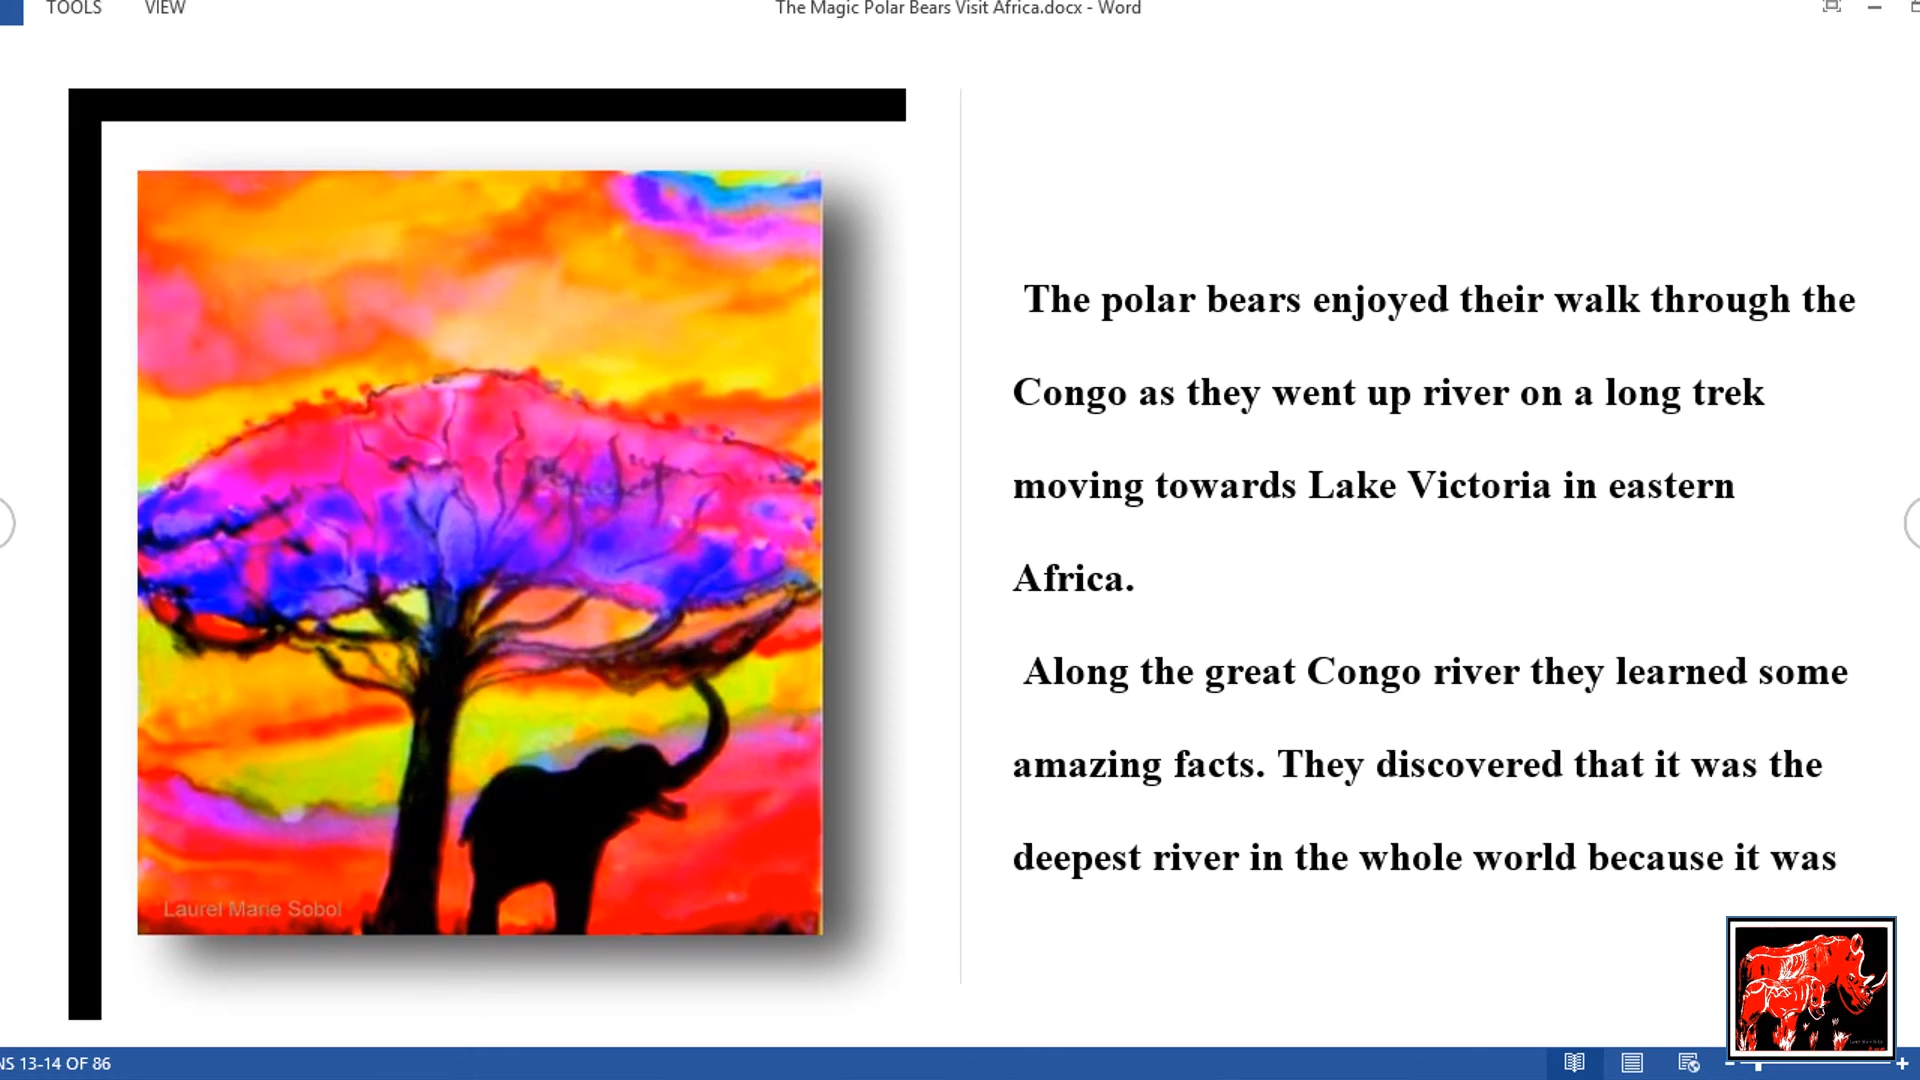 TOOLS VIEW The Magic Polar Bears Visit Africa.docx - Word
The polar bears enjoyed their walk through the
Congo as they went up river on a long trek
moving towards Lake Victoria in eastern
Africa.
Along the great Congo river they learned some
amazing facts. They discovered that it was the
deepest river in the whole world because it was
Laurel Marie Sobol
NS 13-14 OF 86